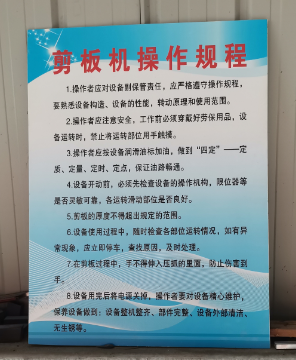 剪板机操作规程
1.操作者应对设备刚保管责任,应严格遵守操作规程,
要熟悉设备构造、设备的性能,转动原理和使用范围。
2.操作者应注意安全,工作前必须穿戴好劳保用品,设
备运转时,禁止将运转部位用手触摸。
3.操作者应按设备润滑油标加油,做到“四定”——定
质、定量、定时、定点,保证油路畅通。
4.设备开动前,必须先检查设备的操作机构,限位器等
是否灵敏可靠,各运转滑动部位是否良好。
5.剪板的厚度不得超出规定的范围。
6.设备使用过程中,随时检查各部位运转情况,如有异
常现象,应立即停车,查找原因,及时处理。
7.在剪板过程中,手不得伸入压板的里面,防止伤害到
手。
8.设备用完后将电源关掉,操作者要对设备精心维护,
保养设备做到:设备整机整齐、部件完整、设备外部清洁、
无尘锈等。